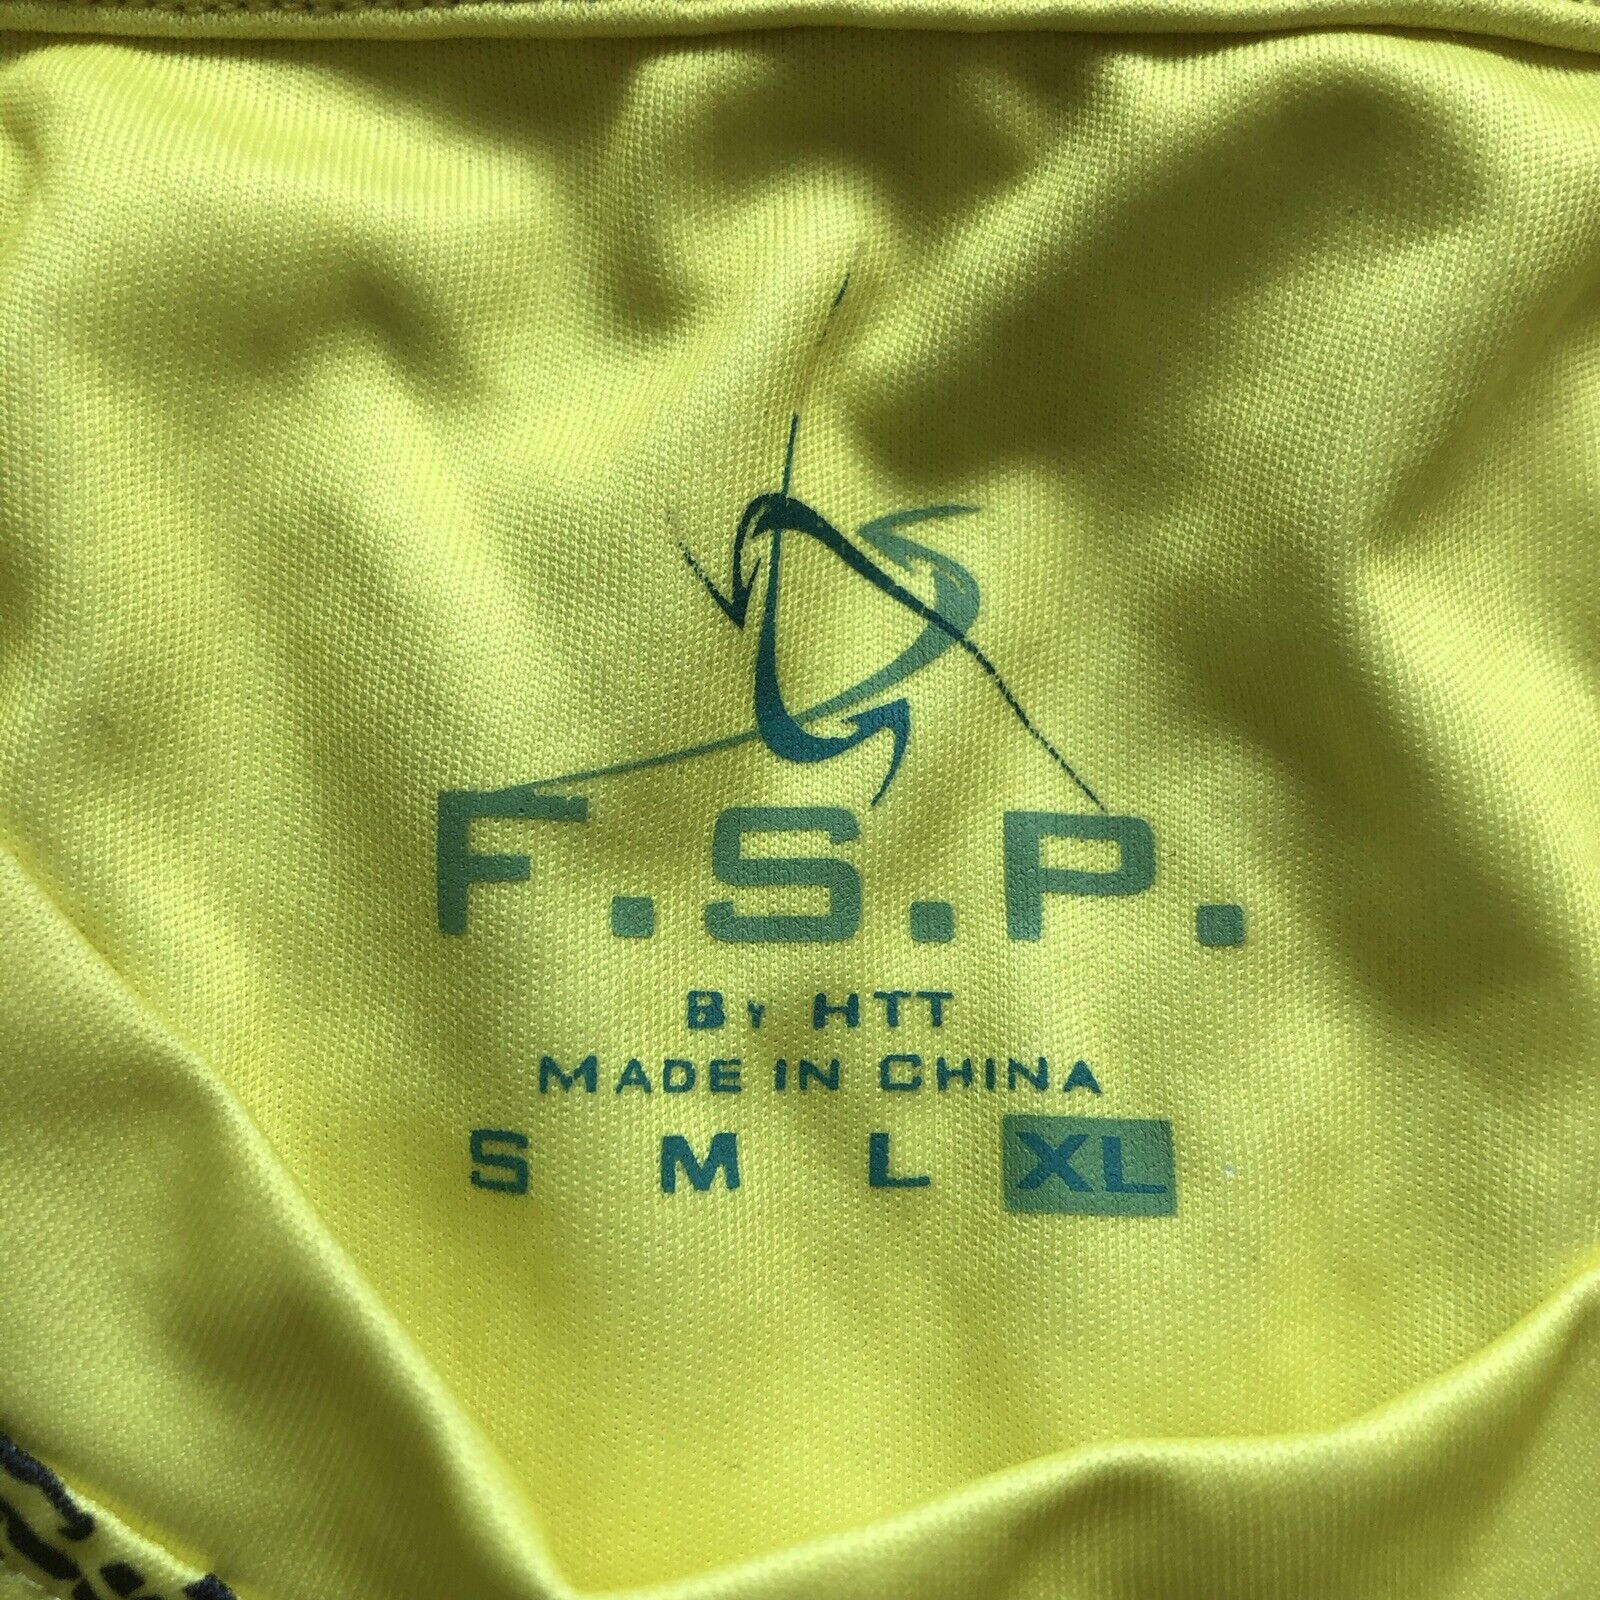 F.S.P.
BY HTT
MADE IN CHINA
S M L XL